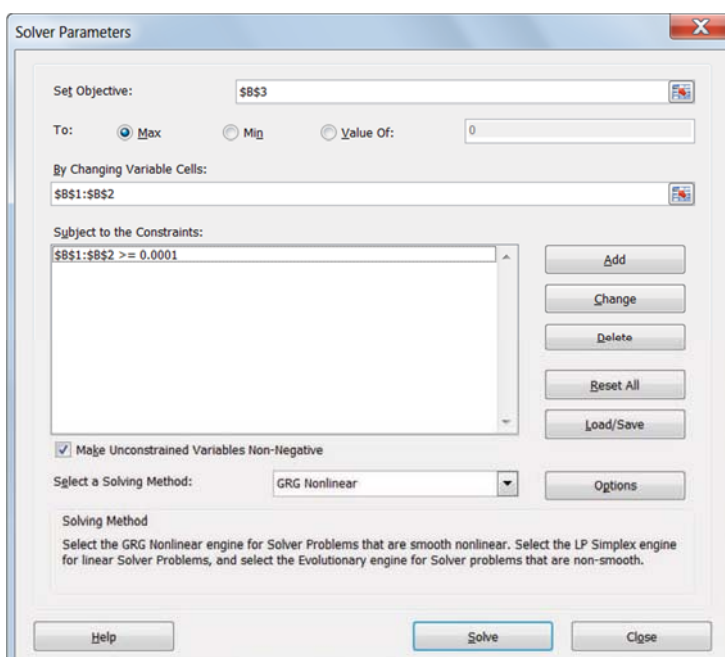 Solver Parameters
Set Objective: $B$3
To: Max Min Value Of: 0
By Changing Variable Cells:
$B$1:$B$2
Subject to the Constraints:
$B$1:$B$2 >= 0.0001
Add
Change
Delete
Reset All
Load/Save
Make Unconstrained Variables Non-Negative
Select a Solving Method: GRG Nonlinear Options
Solving Method
Select the GRG Nonlinear engine for Solver Problems that are smooth nonlinear. Select the LP Simplex engine
for linear Solver Problems, and select the Evolutionary engine for Solver problems that are non-smooth.
Help Solve Close